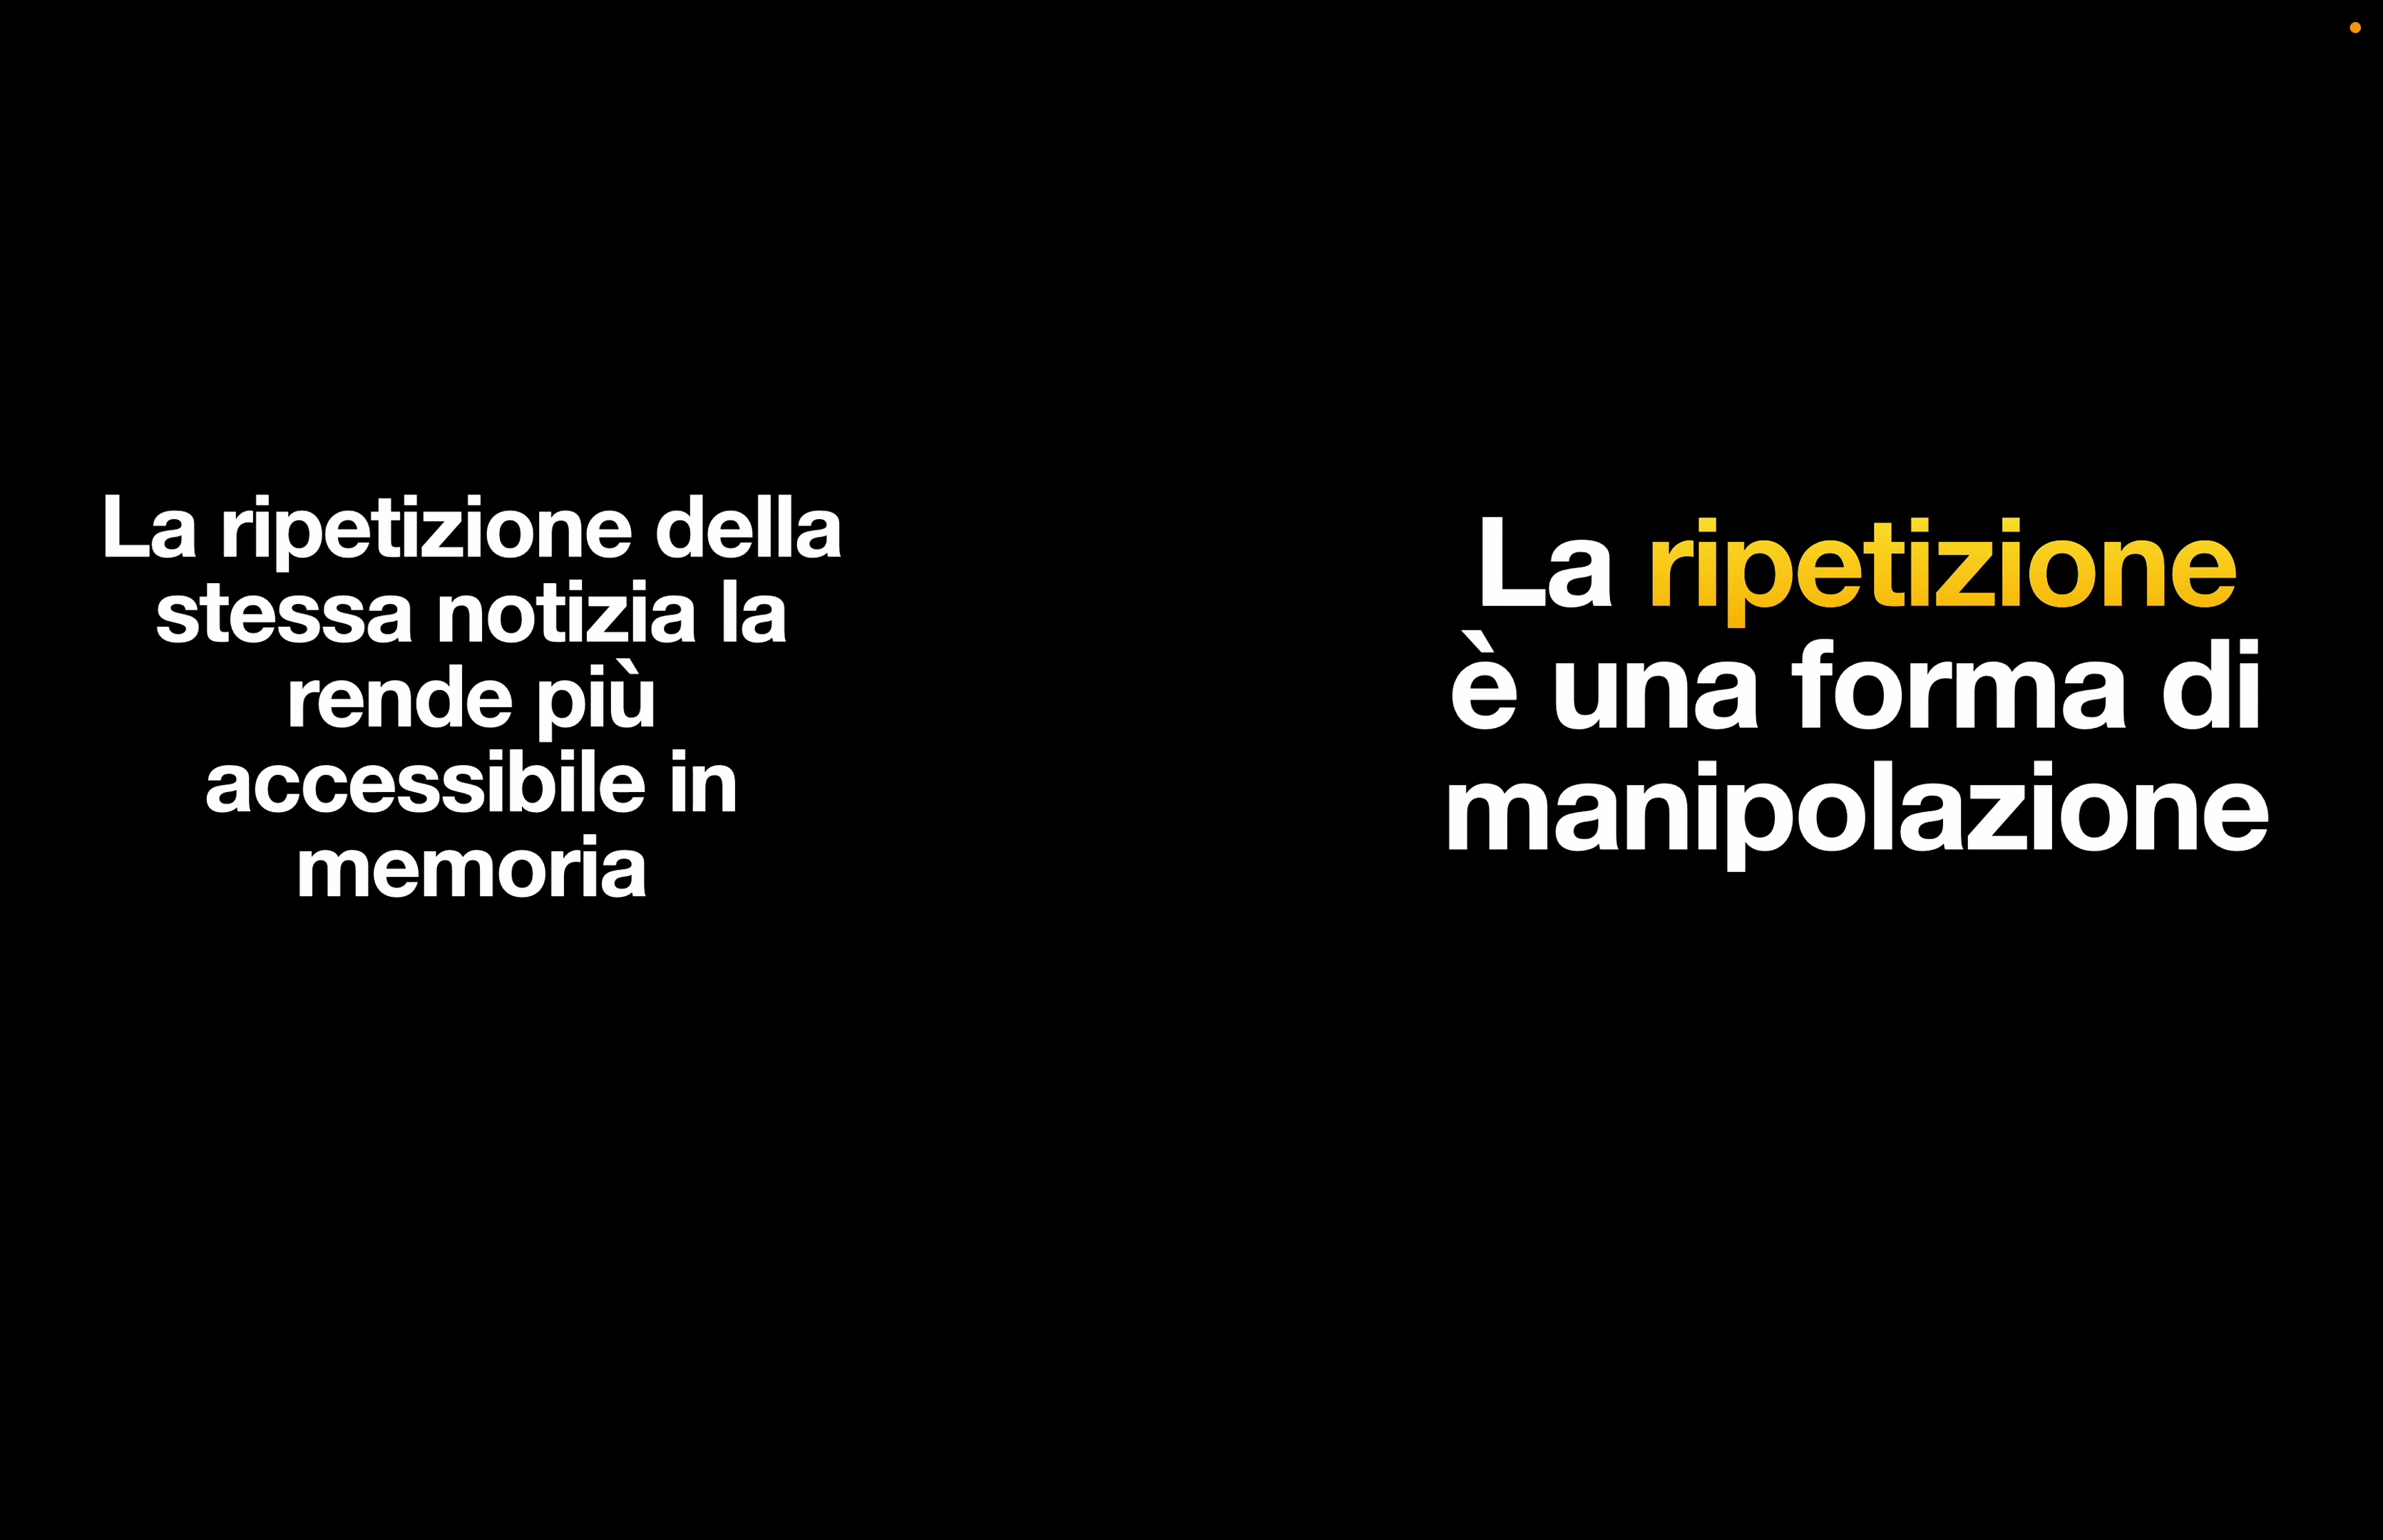 La ripetizione della
stessa notizia la
rende più
accessibile in
memoria
La ripetizione
è una forma di
manipolazione